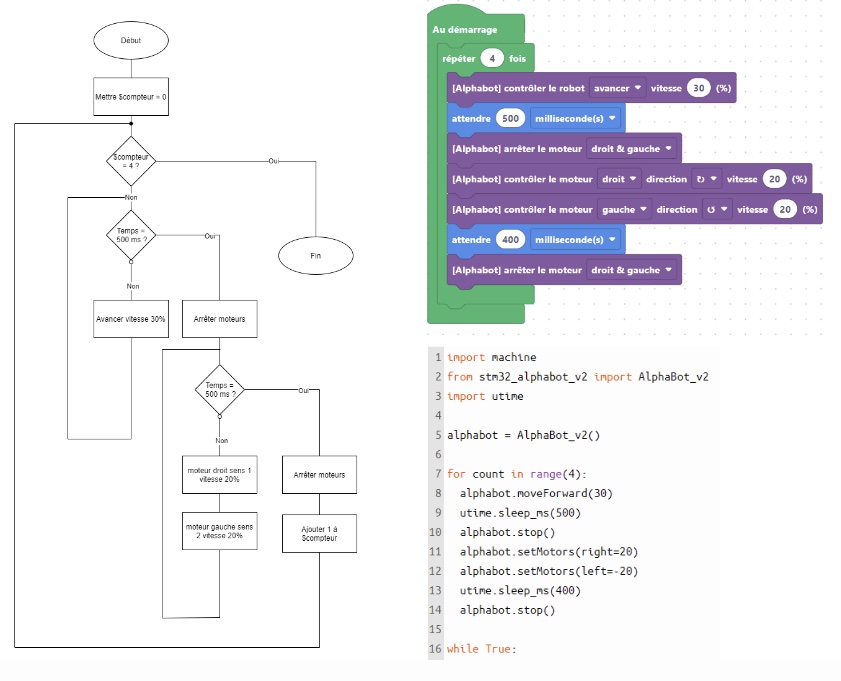 Début
Mettre $compteur = 0
$compteur
= 4 ?
Oui
Non
Temps =
500 ms ?
Oui
Fin
Non
Avancer vitesse 30%
Arrêter moteurs
Temps =
500 ms ?
Oui
Non
moteur droit sens 1
vitesse 20%
Arrêter moteurs
moteur gauche sens
2 vitesse 20%
Ajouter 1 à
$compteur
Au démarrage
répéter 4 fois
[Alphabot] contrôler le robot avancer vitesse 30 (%)
attendre 500 milliseconde(s)
[Alphabot] arrêter le moteur droit & gauche
[Alphabot] contrôler le moteur droit direction ↻ vitesse 20 (%)
[Alphabot] contrôler le moteur gauche direction ↺ vitesse 20 (%)
attendre 400 milliseconde(s)
[Alphabot] arrêter le moteur droit & gauche
1 import machine
2 from stm32_alphabot_v2 import AlphaBot_v2
3 import utime
4
5 alphabot = AlphaBot_v2()
6
7 for count in range(4):
8 alphabot.moveForward(30)
9 utime.sleep_ms(500)
10 alphabot.stop()
11 alphabot.setMotors(right=20)
12 alphabot.setMotors(left=-20)
13 utime.sleep_ms(400)
14 alphabot.stop()
15
16 while True: